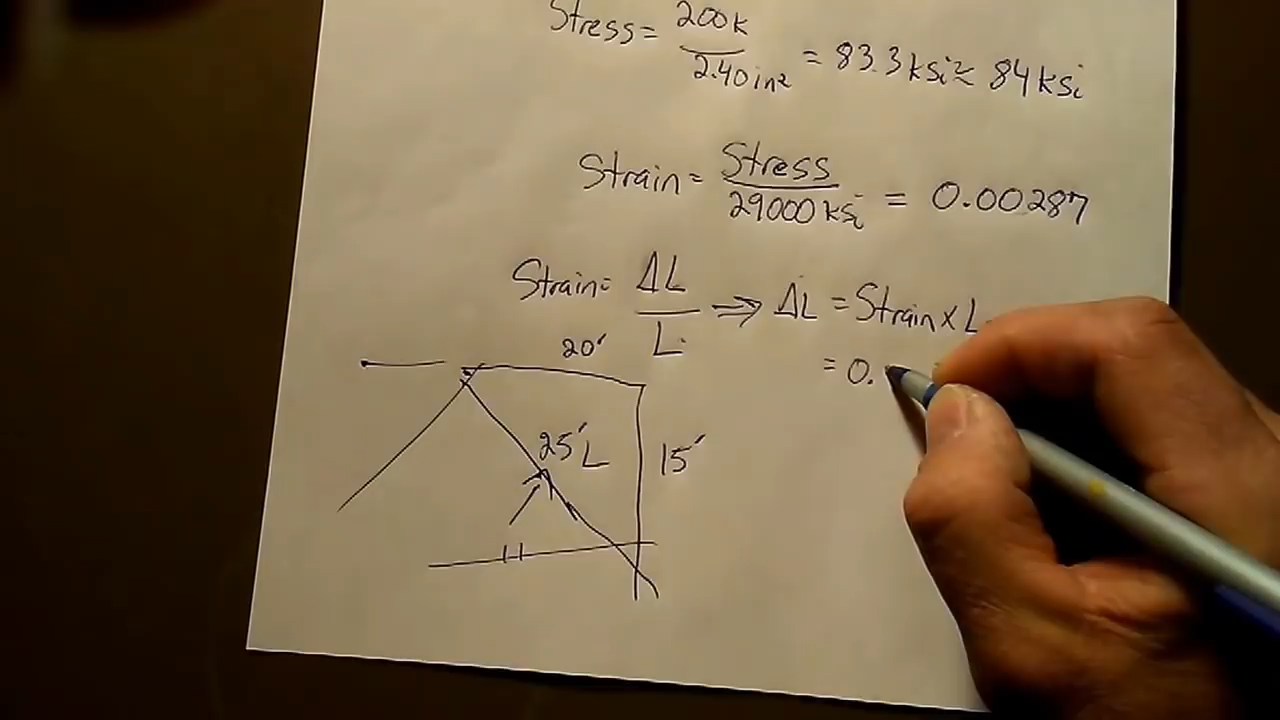 Stress = 200k / 2.40in² = 83.3 ksi ≈ 84 ksi
Strain = Stress / 29000 ksi = 0.00287
Strain = ΔL / L ⇒ ΔL = Strain × L
= 0.
20′
25′ L
15′